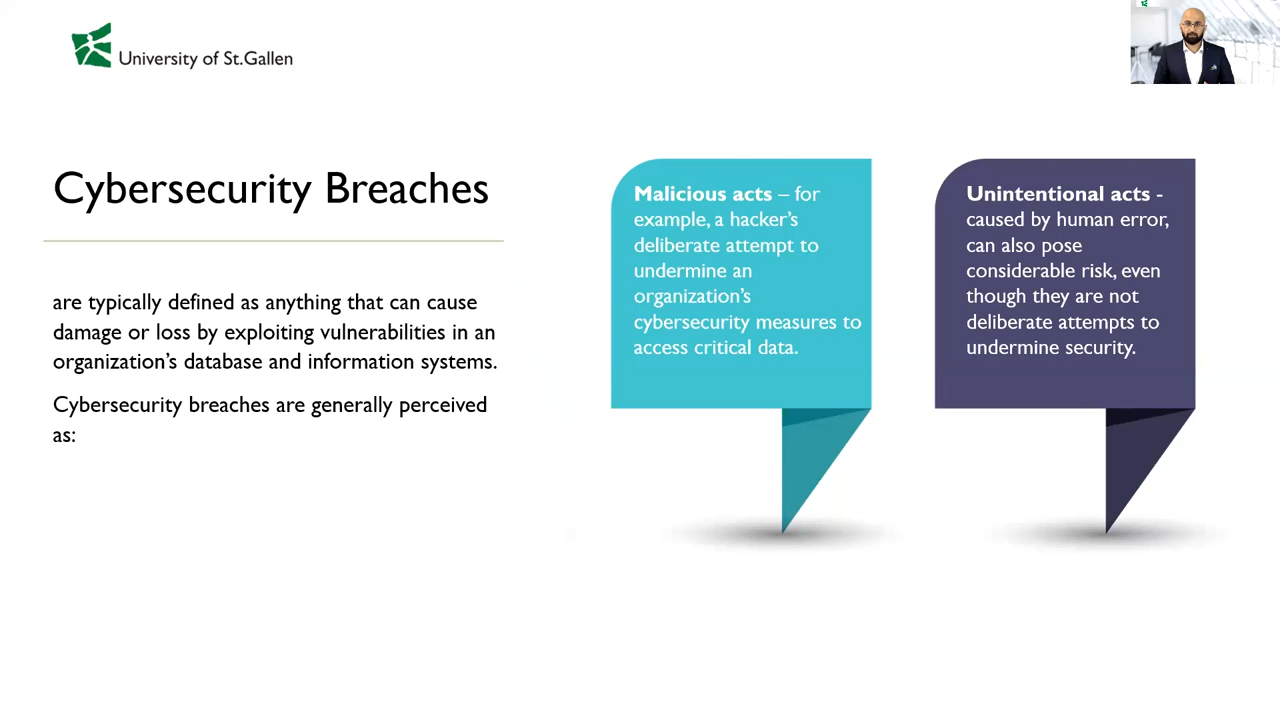 University of St.Gallen
Cybersecurity Breaches
are typically defined as anything that can cause
damage or loss by exploiting vulnerabilities in an
organization's database and information systems.
Cybersecurity breaches are generally perceived
as:
Malicious acts – for
example, a hacker's
deliberate attempt to
undermine an
organization's
cybersecurity measures to
access critical data.
Unintentional acts -
caused by human error,
can also pose
considerable risk, even
though they are not
deliberate attempts to
undermine security.